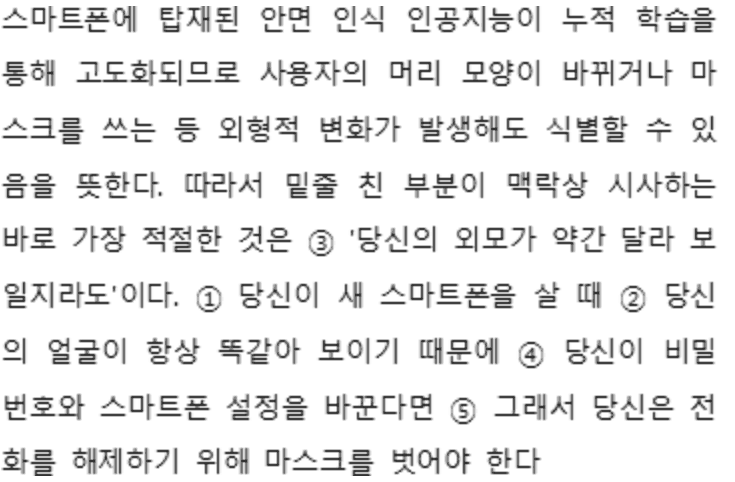 스마트폰에 탑재된 안면 인식 인공지능이 누적 학습을
통해 고도화되므로 사용자의 머리 모양이 바뀌거나 마
스크를 쓰는 등 외형적 변화가 발생해도 식별할 수 있
음을 뜻한다. 따라서 밑줄 친 부분이 맥락상 시사하는
바로 가장 적절한 것은 ③ '당신의 외모가 약간 달라 보
일지라도'이다. ① 당신이 새 스마트폰을 살 때 ② 당신
의 얼굴이 항상 똑같아 보이기 때문에 ④ 당신이 비밀
번호와 스마트폰 설정을 바꾼다면 ⑤ 그래서 당신은 전
화를 해제하기 위해 마스크를 벗어야 한다